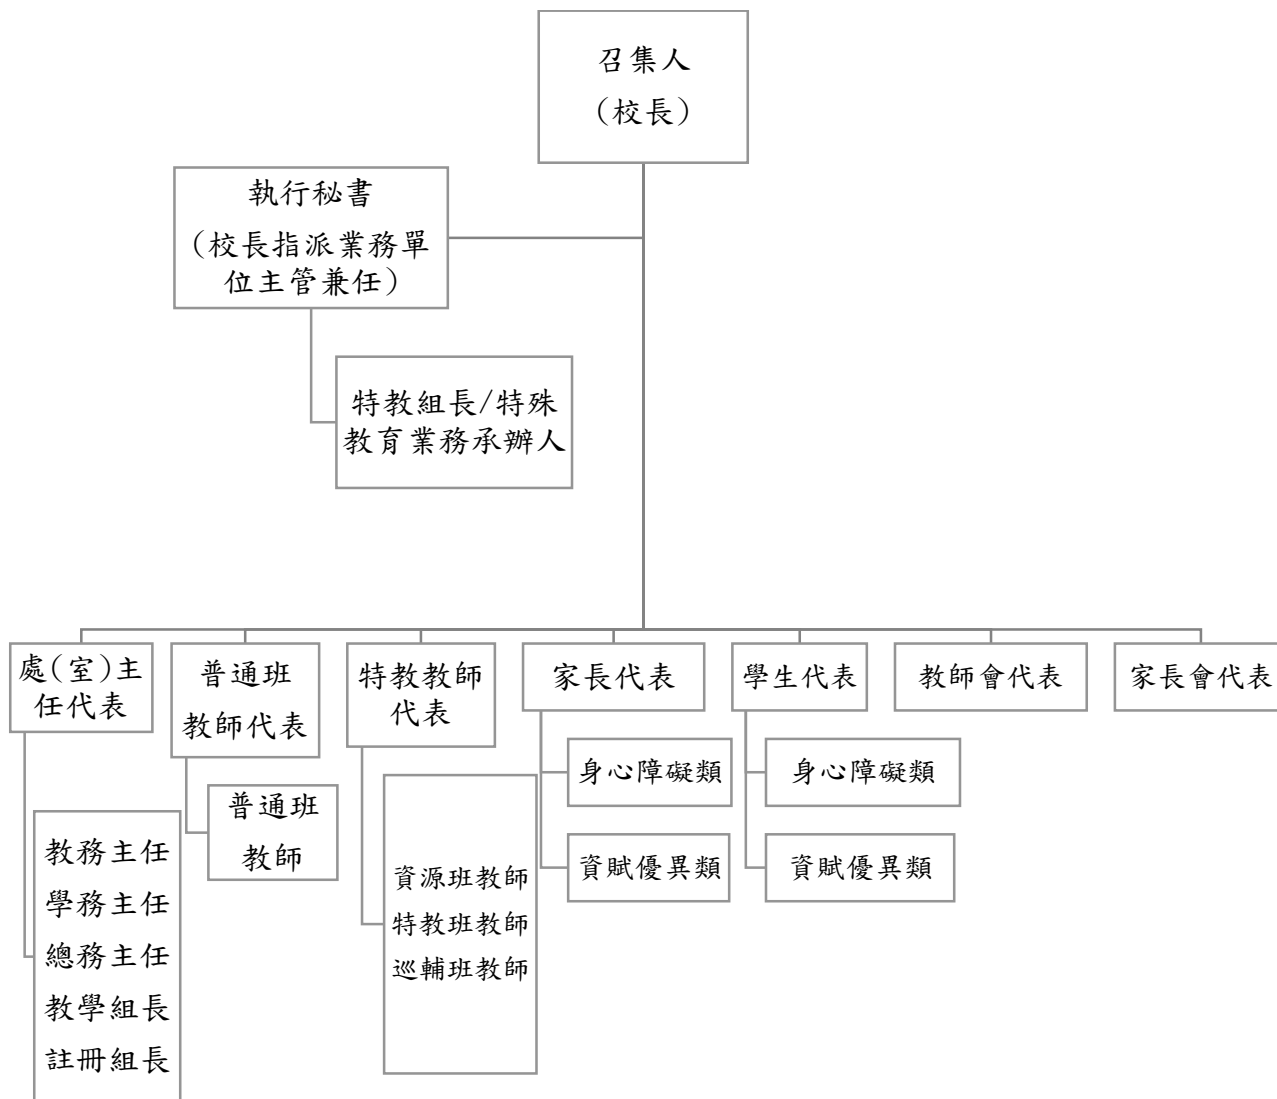 召集人
(校長)
執行秘書
(校長指派業務單
位主管兼任)
特教組長/特殊
教育業務承辦人
處(室)主
任代表
普通班
教師代表
特教教師
代表
家長代表
學生代表
教師會代表
家長會代表
教務主任
學務主任
總務主任
教學組長
註冊組長
普通班
教師
資源班教師
特教班教師
巡輔班教師
身心障礙類
資賦優異類
身心障礙類
資賦優異類